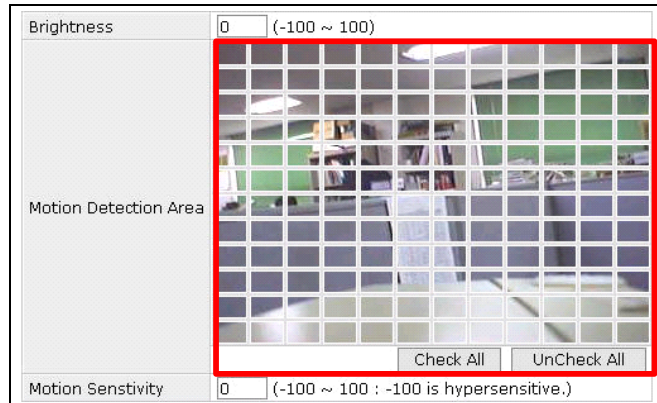 Brightness 0 (-100 ~ 100)
Motion Detection Area
Check All UnCheck All
Motion Senstivity 0 (-100 ~ 100 : -100 is hypersensitive.)